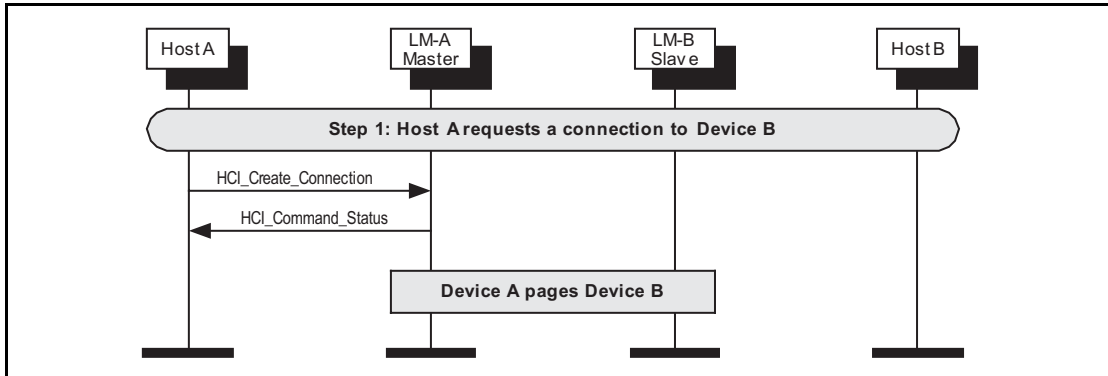 Host A
LM-A
Master
LM-B
Slave
Host B
Step 1: Host A requests a connection to Device B
HCI_Create_Connection
HCI_Command_Status
Device A pages Device B